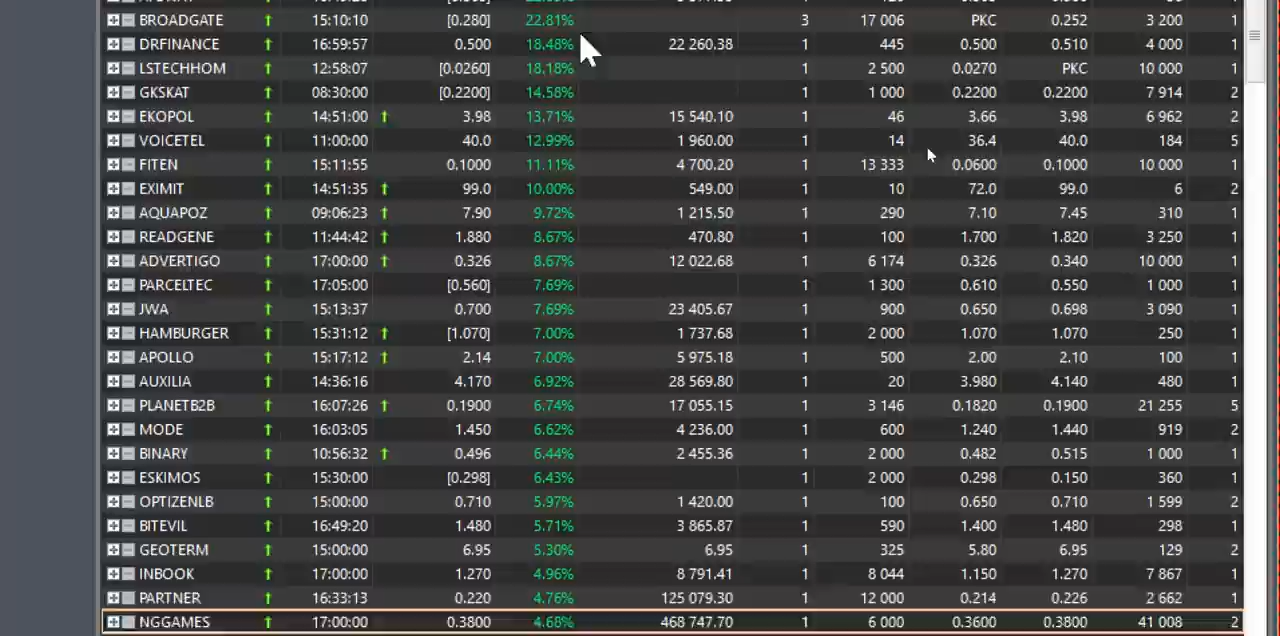 BROADGATE 15:10:10 [0.280] 22.81% 3 17 006 PKC 0.252 3 200 1
DRFINANCE 16:59:57 0.500 18.48% 22 260.38 1 445 0.500 0.510 4 000 1
LSTECHHOM 12:58:07 [0.0260] 18.18% 1 2 500 0.0270 PKC 10 000 1
GKSKAT 08:30:00 [0.2200] 14.58% 1 1 000 0.2200 0.2200 7 914 2
EKOPOL 14:51:00 3.98 13.71% 15 540.10 1 46 3.66 3.98 6 962 2
VOICETEL 11:00:00 40.0 12.99% 1 960.00 1 14 36.4 40.0 184 5
FITEN 15:11:55 0.1000 11.11% 4 700.20 1 13 333 0.0600 0.1000 10 000 1
EXIMIT 14:51:35 99.0 10.00% 549.00 1 10 72.0 99.0 6 2
AQUAPOZ 09:06:23 7.90 9.72% 1 215.50 1 290 7.10 7.45 310 1
READGENE 11:44:42 1.880 8.67% 470.80 1 100 1.700 1.820 3 250 1
ADVERTIGO 17:00:00 0.326 8.67% 12 022.68 1 6 174 0.326 0.340 10 000 1
PARCELTEC 17:05:00 [0.560] 7.69% 1 1 300 0.610 0.550 1 000 1
JWA 15:13:37 0.700 7.69% 23 405.67 1 900 0.650 0.698 3 090 1
HAMBURGER 15:31:12 [1.070] 7.00% 1 737.68 1 2 000 1.070 1.070 250 1
APOLLO 15:17:12 2.14 7.00% 5 975.18 1 500 2.00 2.10 100 1
AUXILIA 14:36:16 4.170 6.92% 28 569.80 1 20 3.980 4.140 480 1
PLANETB2B 16:07:26 0.1900 6.74% 17 055.15 1 3 146 0.1820 0.1900 21 255 5
MODE 16:03:05 1.450 6.62% 4 236.00 1 600 1.240 1.440 919 2
BINARY 10:56:32 0.496 6.44% 2 455.36 1 2 000 0.482 0.515 1 000 1
ESKIMOS 15:30:00 [0.298] 6.43% 1 2 000 0.298 0.150 360 1
OPTIZENLB 15:00:00 0.710 5.97% 1 420.00 1 100 0.650 0.710 1 599 2
BITEVIL 16:49:20 1.480 5.71% 3 865.87 1 590 1.400 1.480 298 1
GEOTERM 15:00:00 6.95 5.30% 6.95 1 325 5.80 6.95 129 2
INBOOK 17:00:00 1.270 4.96% 8 791.41 1 8 044 1.150 1.270 7 867 1
PARTNER 16:33:13 0.220 4.76% 125 079.30 1 12 000 0.214 0.226 2 662 1
NGGAMES 17:00:00 0.3800 4.68% 468 747.70 1 6 000 0.3600 0.3800 41 008 2